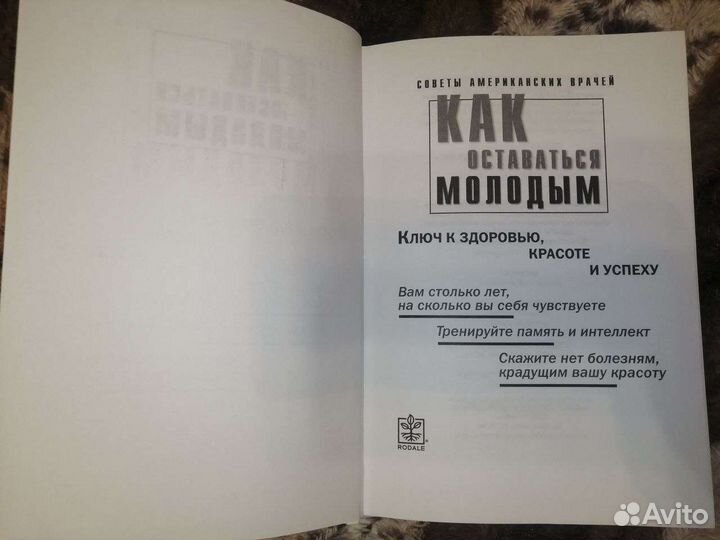 СОВЕТЫ АМЕРИКАНСКИХ ВРАЧЕЙ
КАК
ОСТАВАТЬСЯ
МОЛОДЫМ
КЛЮЧ К ЗДОРОВЬЮ,
КРАСОТЕ
И УСПЕХУ
Вам столько лет,
на сколько вы себя чувствуете
Тренируйте память и интеллект
Скажите нет болезням,
крадущим вашу красоту
RODALE
Avito